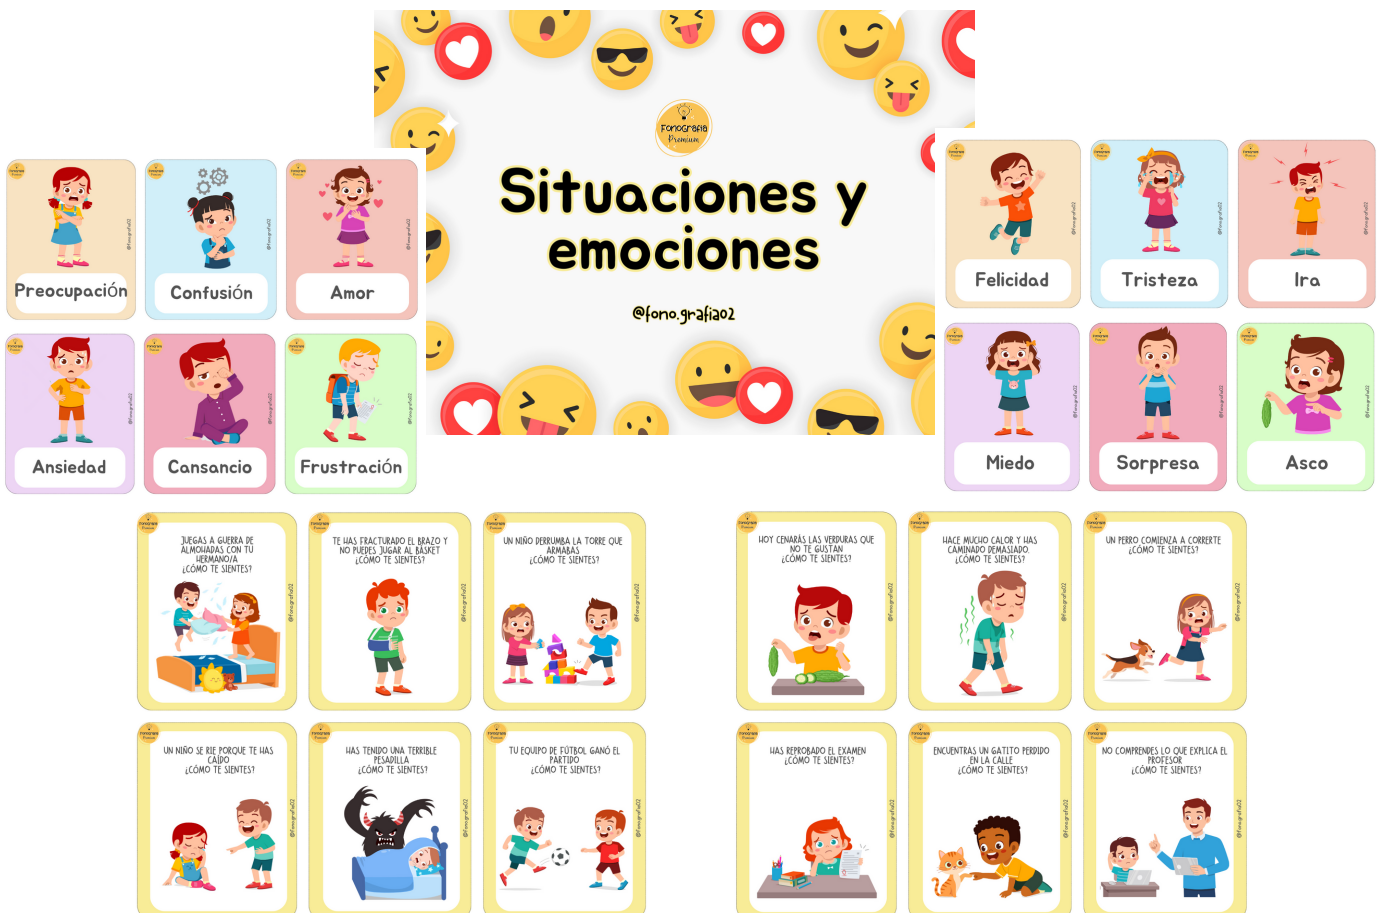 Fonografía
Premium
Situaciones y
emociones
@fono.grafia02
Preocupación
Confusión
Amor
Ansiedad
Cansancio
Frustración
Felicidad
Tristeza
Ira
Miedo
Sorpresa
Asco
JUEGAS A GUERRA DE
ALMOHADAS CON TU
HERMANO/A
¿CÓMO TE SIENTES?
TE HAS FRACTURADO EL BRAZO Y
NO PUEDES JUGAR AL BÁSKET
¿CÓMO TE SIENTES?
UN NIÑO DERRUMBA LA TORRE QUE
ARMABAS
¿CÓMO TE SIENTES?
HOY CENARÁS LAS VERDURAS QUE
NO TE GUSTAN
¿CÓMO TE SIENTES?
HACE MUCHO CALOR Y HAS
CAMINADO DEMASIADO.
¿CÓMO TE SIENTES?
UN PERRO COMIENZA A CORRERTE
¿CÓMO TE SIENTES?
UN NIÑO SE RIE PORQUE TE HAS
CAÍDO
¿CÓMO TE SIENTES?
HAS TENIDO UNA TERRIBLE
PESADILLA
¿CÓMO TE SIENTES?
TU EQUIPO DE FÚTBOL GANÓ EL
PARTIDO
¿CÓMO TE SIENTES?
HAS REPROBADO EL EXAMEN
¿CÓMO TE SIENTES?
ENCUENTRAS UN GATITO PERDIDO
EN LA CALLE
¿CÓMO TE SIENTES?
NO COMPRENDES LO QUE EXPLICA EL
PROFESOR
¿CÓMO TE SIENTES?